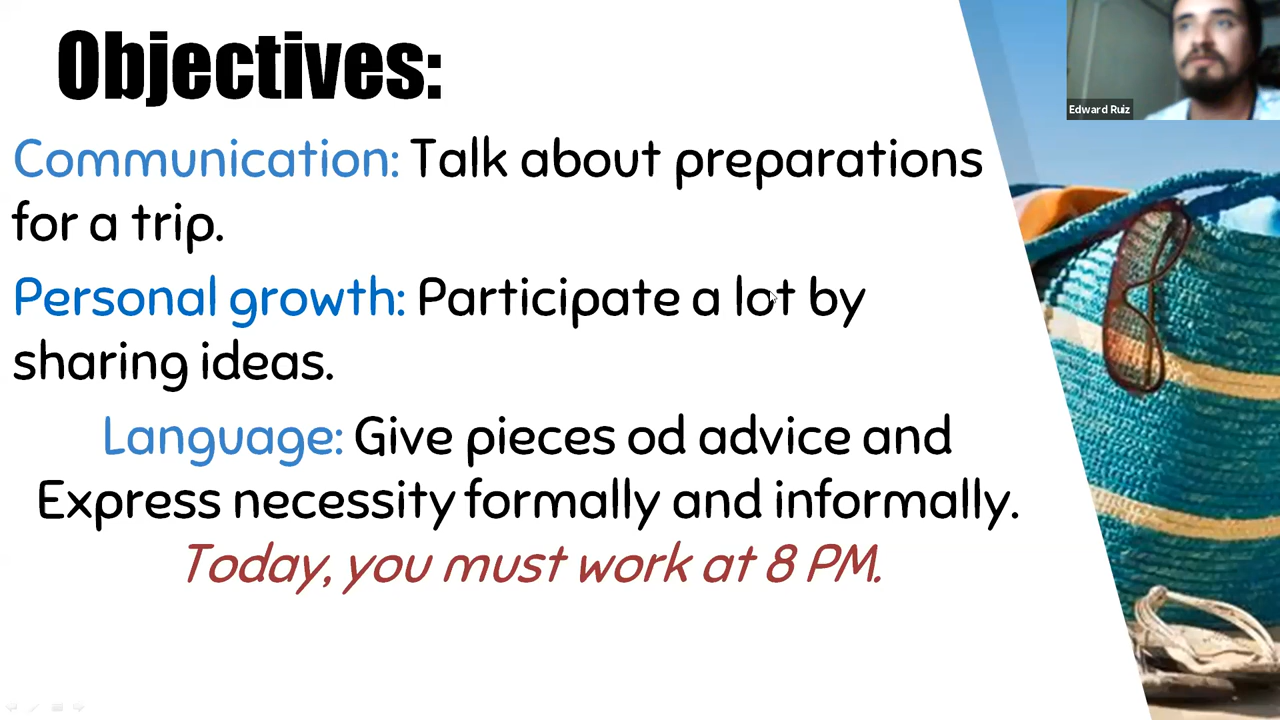 Objectives:
Edward Ruiz
Communication: Talk about preparations
for a trip.
Personal growth: Participate a lot by
sharing ideas.
Language: Give pieces od advice and
Express necessity formally and informally.
Today, you must work at 8 PM.